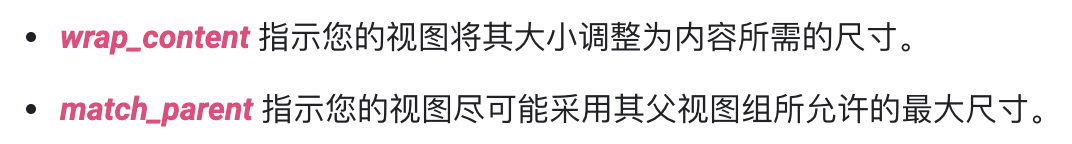 • wrap_content 指示您的视图将其大小调整为内容所需的尺寸。
• match_parent 指示您的视图尽可能采用其父视图组所允许的最大尺寸。